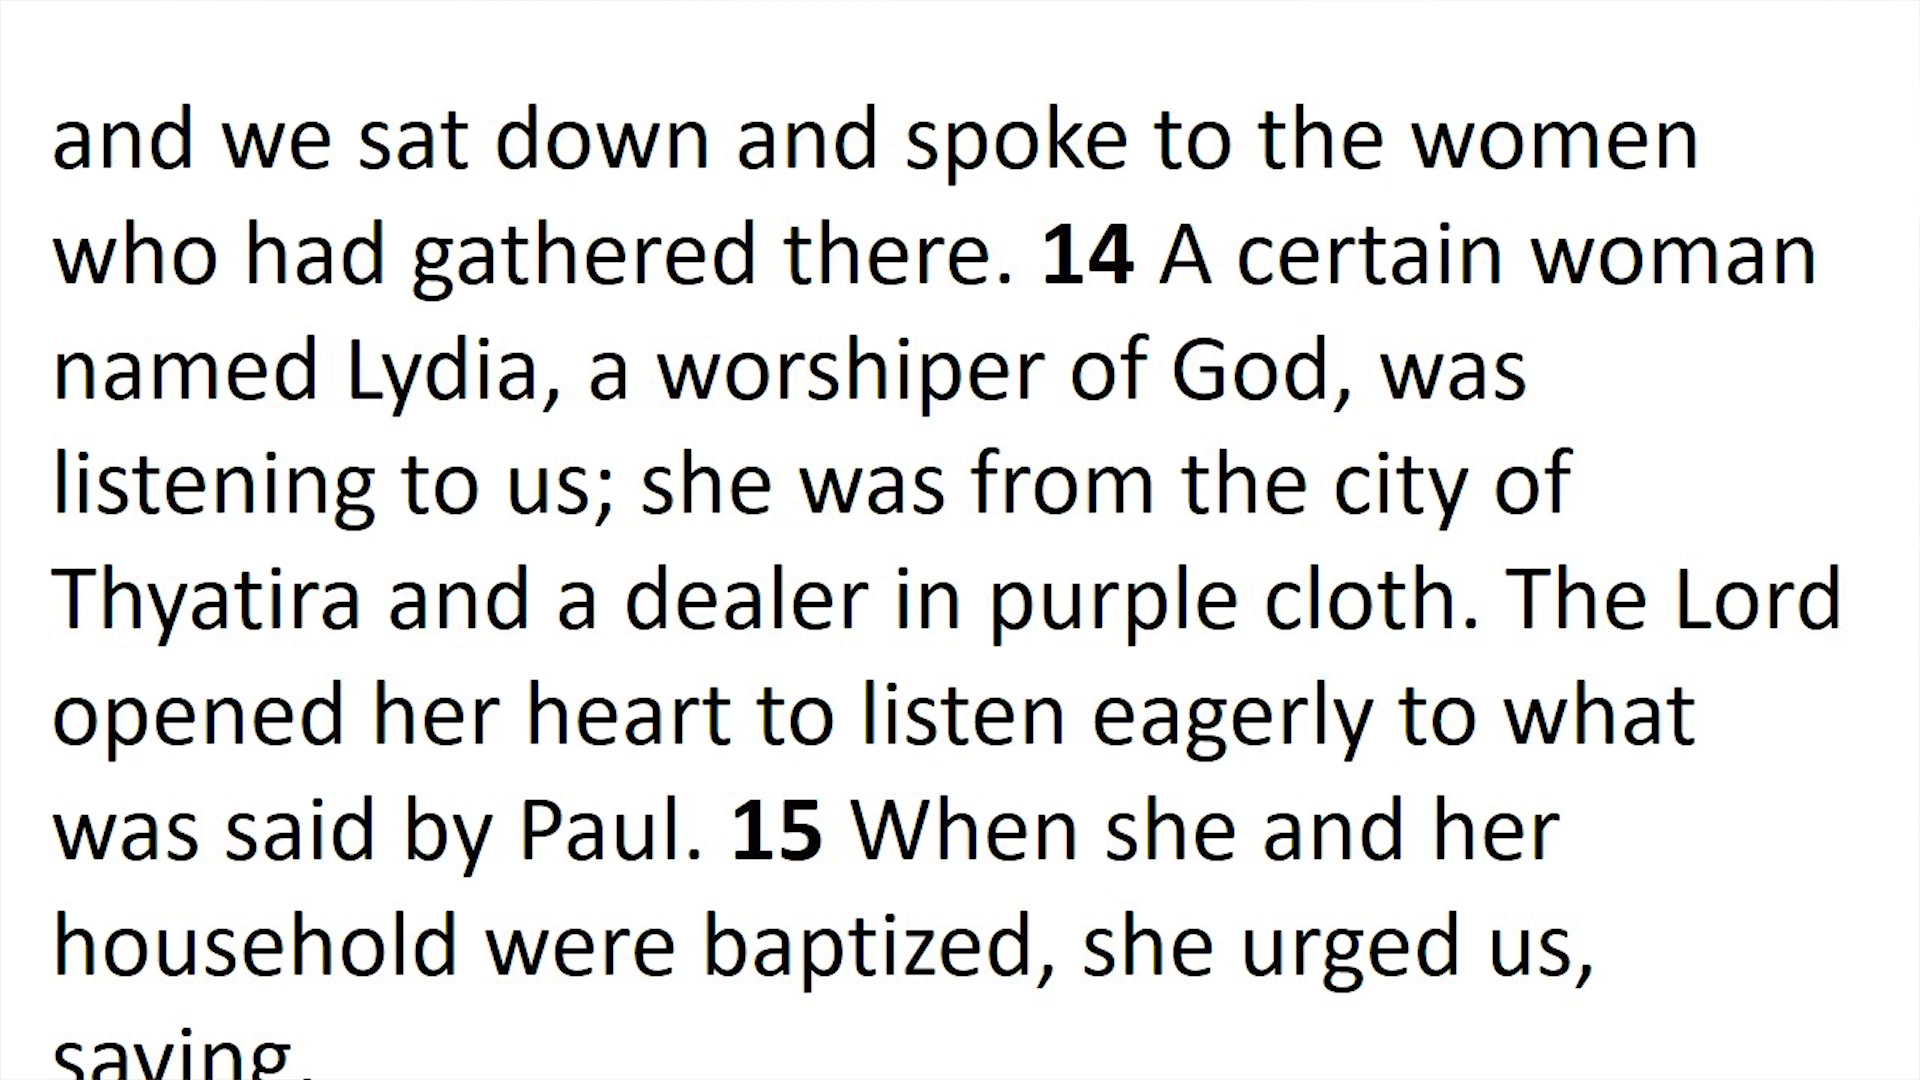 and we sat down and spoke to the women
who had gathered there. 14 A certain woman
named Lydia, a worshiper of God, was
listening to us; she was from the city of
Thyatira and a dealer in purple cloth. The Lord
opened her heart to listen eagerly to what
was said by Paul. 15 When she and her
household were baptized, she urged us,
saying,